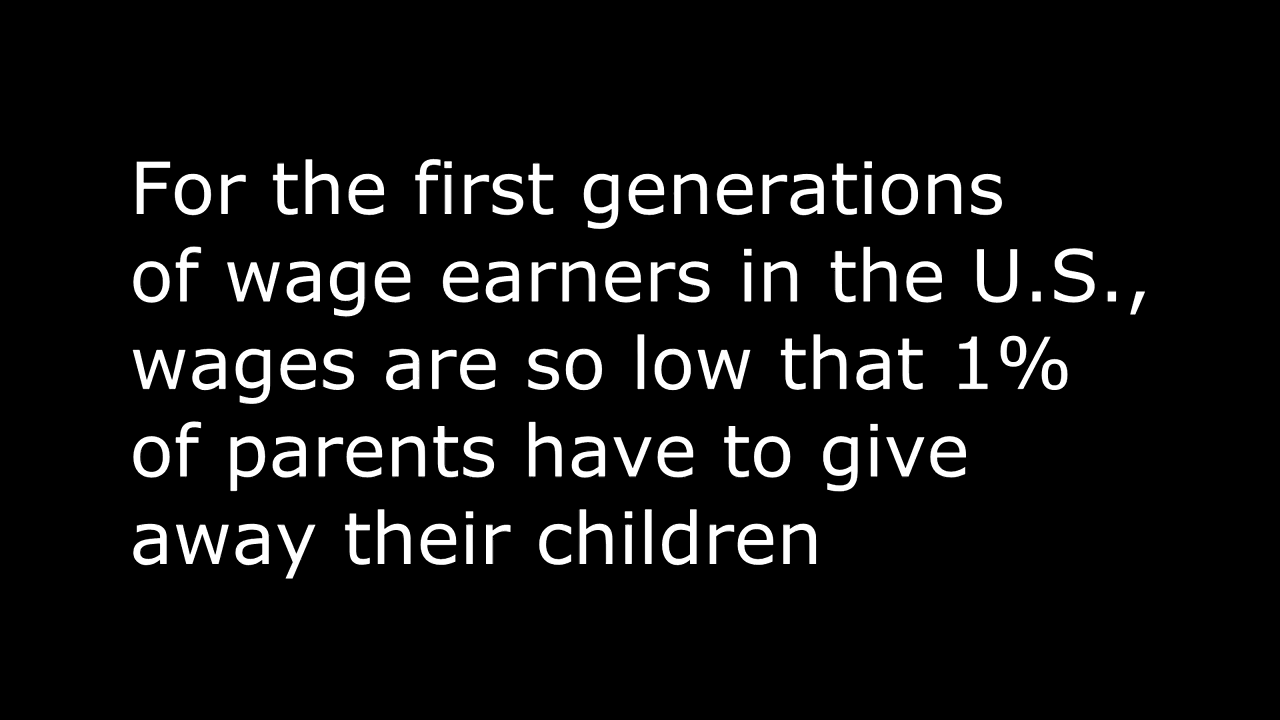 For the first generations
of wage earners in the U.S.,
wages are so low that 1%
of parents have to give
away their children